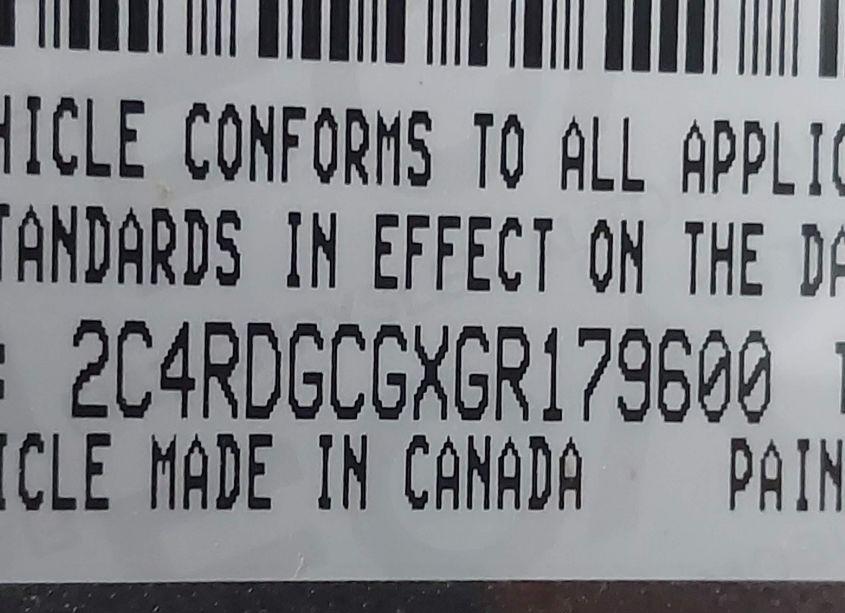 HICLE CONFORMS TO ALL APPLIC
TANDARDS IN EFFECT ON THE DA
: 2C4RDGCGXGR179600 T
ICLE MADE IN CANADA PAIN